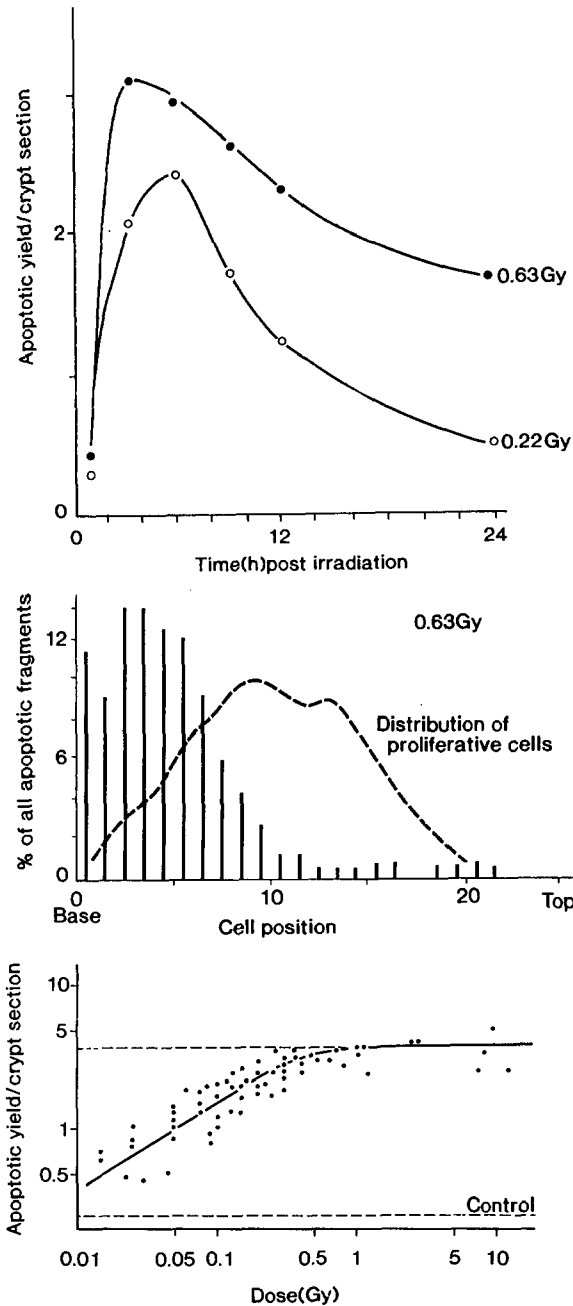 Apoptotic yield/crypt section
2
0
0.63Gy
0.22Gy
0
12
24
Time(h)post irradiation
% of all apoptotic fragments
12
6
0
0.63Gy
Distribution of
proliferative cells
0
10
20
Base
Top
Cell position
Apoptotic yield/crypt section
10
5
1
0.5
Control
0.01
0.05
0.1
0.5
1
5
10
Dose(Gy)